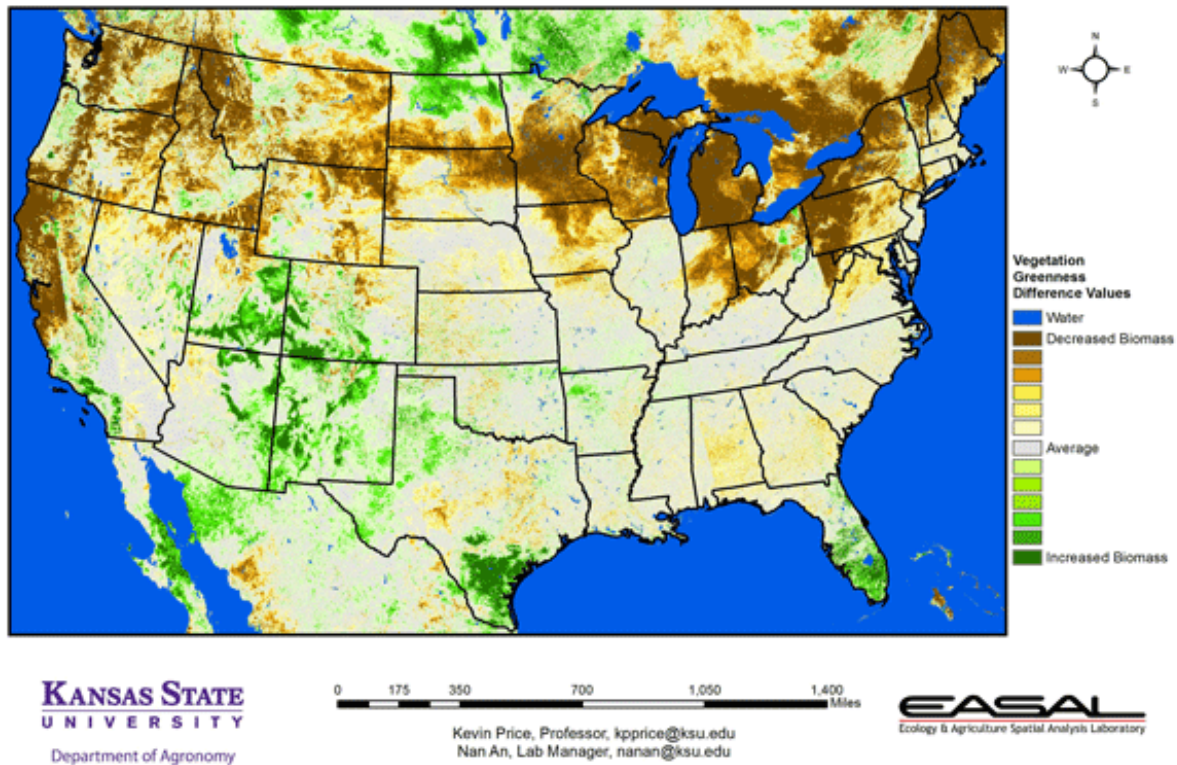 N
W E
S
Vegetation
Greenness
Difference Values
Water
Decreased Biomass
Average
Increased Biomass
KANSAS STATE
UNIVERSITY
Department of Agronomy
0 175 350 700 1,050 1,400
Miles
Kevin Price, Professor, kpprice@ksu.edu
Nan An, Lab Manager, nanan@ksu.edu
EASAL
Ecology & Agriculture Spatial Analysis Laboratory